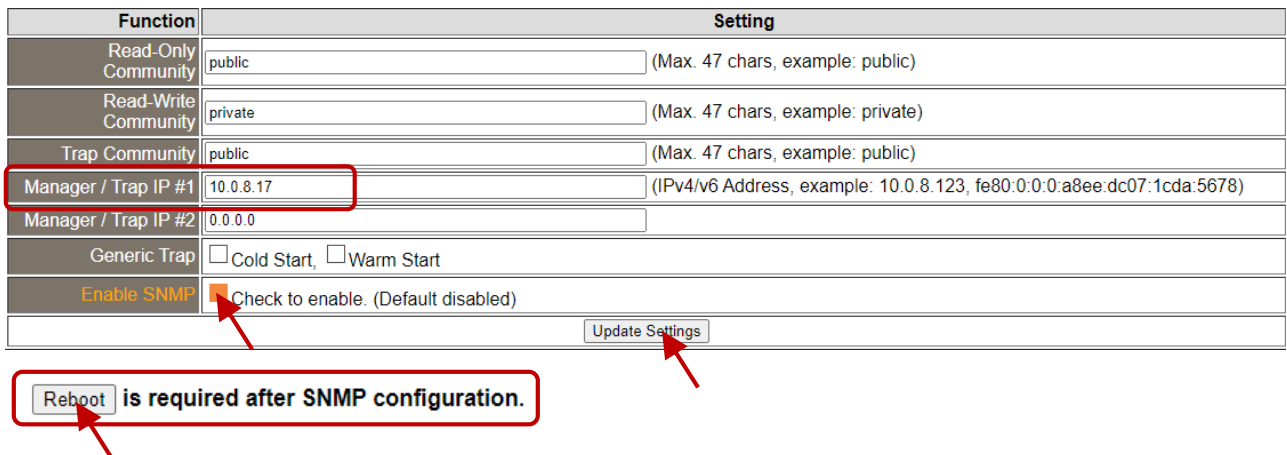 Function Setting
Read-Only
Community public (Max. 47 chars, example: public)
Read-Write
Community private (Max. 47 chars, example: private)
Trap Community public (Max. 47 chars, example: public)
Manager / Trap IP #1 10.0.8.17 (IPv4/v6 Address, example: 10.0.8.123, fe80:0:0:0:a8ee:dc07:1cda:5678)
Manager / Trap IP #2 0.0.0.0
Generic Trap Cold Start, Warm Start
Enable SNMP Check to enable. (Default disabled)
Update Settings
Reboot is required after SNMP configuration.